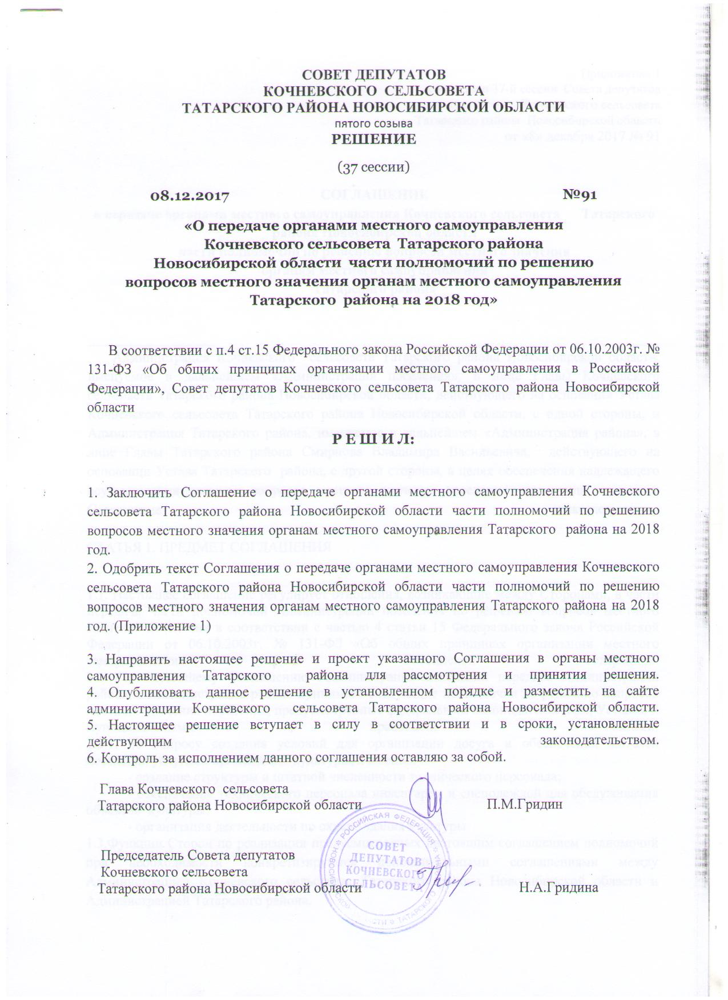 СОВЕТ ДЕПУТАТОВ
КОЧНЕВСКОГО СЕЛЬСОВЕТА
ТАТАРСКОГО РАЙОНА НОВОСИБИРСКОЙ ОБЛАСТИ
пятого созыва
РЕШЕНИЕ
(37 сессии)
08.12.2017 №91
«О передаче органами местного самоуправления
Кочневского сельсовета Татарского района
Новосибирской области части полномочий по решению
вопросов местного значения органам местного самоуправления
Татарского района на 2018 год»
В соответствии с п.4 ст.15 Федерального закона Российской Федерации от 06.10.2003г. №
131-ФЗ «Об общих принципах организации местного самоуправления в Российской
Федерации», Совет депутатов Кочневского сельсовета Татарского района Новосибирской
области
Р Е Ш И Л:
1. Заключить Соглашение о передаче органами местного самоуправления Кочневского
сельсовета Татарского района Новосибирской области части полномочий по решению
вопросов местного значения органам местного самоуправления Татарского района на 2018
год.
2. Одобрить текст Соглашения о передаче органами местного самоуправления Кочневского
сельсовета Татарского района Новосибирской области части полномочий по решению
вопросов местного значения органам местного самоуправления Татарского района на 2018
год. (Приложение 1)
3. Направить настоящее рещение и проект указанного Соглашения в органы местного
самоуправления Татарского района для рассмотрения и принятия решения.
4. Опубликовать данное решение в установленном порядке и разместить на сайте
администрации Кочневского сельсовета Татарского района Новосибирской области.
5. Настоящее решение вступает в силу в соответствии и в сроки, установленные
действующим законодательством.
6. Контроль за исполнением данного соглашения оставляю за собой.
Глава Кочневского сельсовета
Татарского района Новосибирской области П.М.Гридин
Председатель Совета депутатов
Кочневского сельсовета
Татарского района Новосибирской области Н.А.Гридина
РОССИЙСКАЯ ФЕДЕРАЦИЯ
СОВЕТ
ДЕПУТАТОВ
КОЧНЕВСКОГО
СЕЛЬСОВЕТА